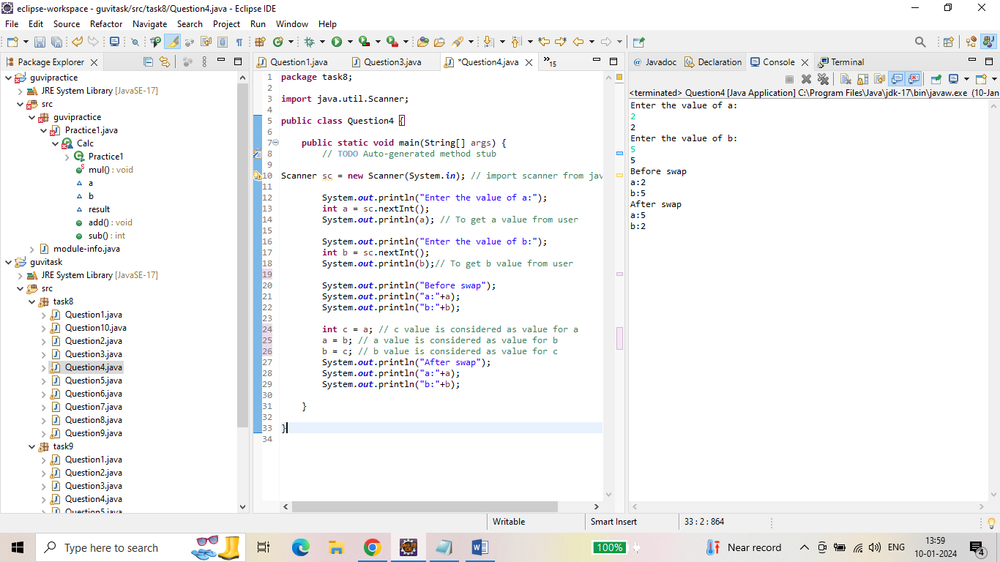 eclipse-workspace - guvitask/src/task8/Question4.java - Eclipse IDE
File Edit Source Refactor Navigate Search Project Run Window Help
Package Explorer
guvipractice
JRE System Library [JavaSE-17]
src
guvipractice
Practice1.java
Calc
Practice1
mul() : void
a
b
result
add() : void
sub() : int
module-info.java
guvitask
JRE System Library [JavaSE-17]
src
task8
Question1.java
Question10.java
Question2.java
Question3.java
Question4.java
Question5.java
Question6.java
Question7.java
Question8.java
Question9.java
task9
Question1.java
Question2.java
Question3.java
Question4.java
Question5.java
Question1.java Question3.java *Question4.java »15
1 package task8;
2
3 import java.util.Scanner;
4
5 public class Question4 {
6
7 public static void main(String[] args) {
8 // TODO Auto-generated method stub
9
10 Scanner sc = new Scanner(System.in); // import scanner from jav
11
12 System.out.println("Enter the value of a:");
13 int a = sc.nextInt();
14 System.out.println(a); // To get a value from user
15
16 System.out.println("Enter the value of b:");
17 int b = sc.nextInt();
18 System.out.println(b);// To get b value from user
19
20 System.out.println("Before swap");
21 System.out.println("a:"+a);
22 System.out.println("b:"+b);
23
24 int c = a; // c value is considered as value for a
25 a = b; // a value is considered as value for b
26 b = c; // b value is considered as value for c
27 System.out.println("After swap");
28 System.out.println("a:"+a);
29 System.out.println("b:"+b);
30
31 }
32
33 }
34
Javadoc Declaration Console Terminal
<terminated> Question4 [Java Application] C:\Program Files\Java\jdk-17\bin\javaw.exe (10-Jan
Enter the value of a:
2
2
Enter the value of b:
5
5
Before swap
a:2
b:5
After swap
a:5
b:2
Writable Smart Insert 33 : 2 : 864
Type here to search
100%
Near record
ENG
13:59
10-01-2024
4